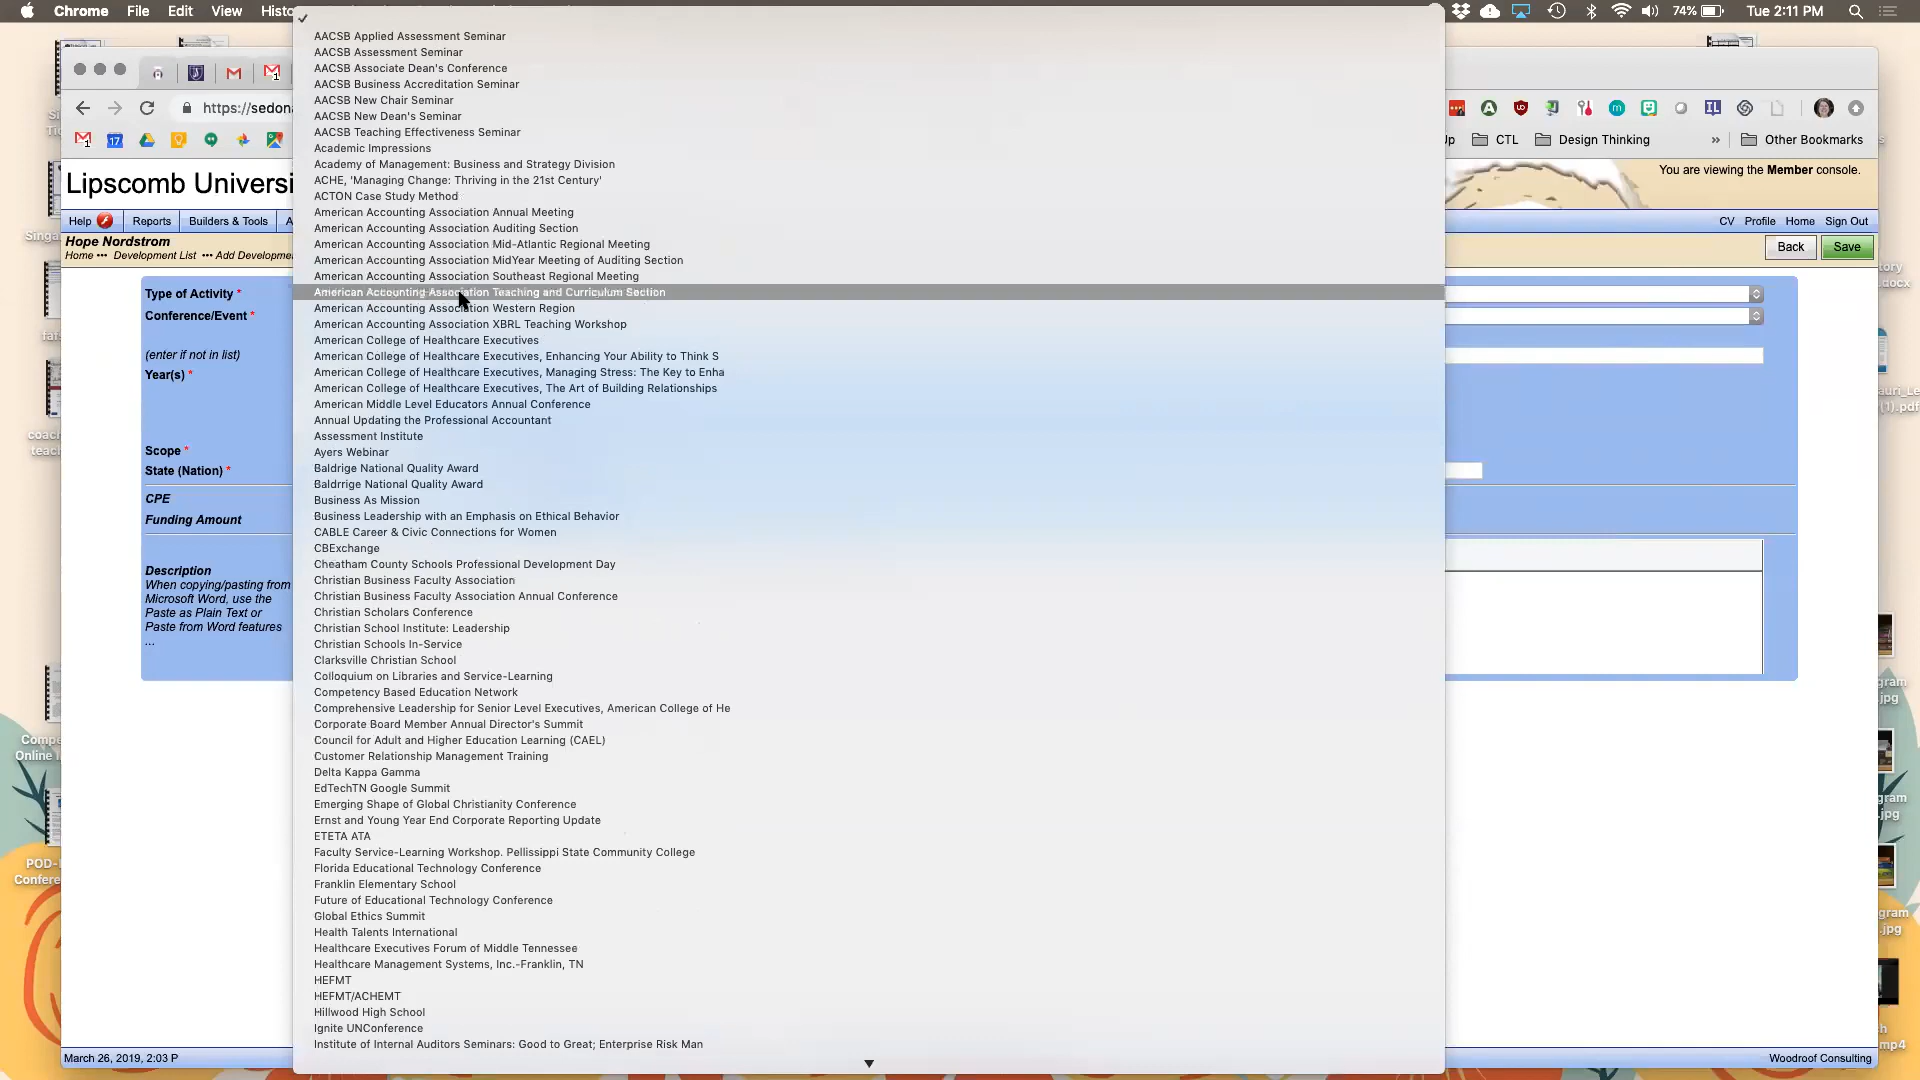 Chrome File Edit View Histo 74% Tue 2:11 PM
https://sedona
CTL Design Thinking » Other Bookmarks
Lipscomb Universi
You are viewing the Member console.
Help Reports Builders & Tools A CV Profile Home Sign Out
Hope Nordstrom
Home ••• Development List ••• Add Developme
Back Save
Type of Activity *
Conference/Event *
(enter if not in list)
Year(s) *
Scope *
State (Nation) *
CPE
Funding Amount
Description
When copying/pasting from
Microsoft Word, use the
Paste as Plain Text or
Paste from Word features
...
AACSB Applied Assessment Seminar
AACSB Assessment Seminar
AACSB Associate Dean's Conference
AACSB Business Accreditation Seminar
AACSB New Chair Seminar
AACSB New Dean's Seminar
AACSB Teaching Effectiveness Seminar
Academic Impressions
Academy of Management: Business and Strategy Division
ACHE, 'Managing Change: Thriving in the 21st Century'
ACTON Case Study Method
American Accounting Association Annual Meeting
American Accounting Association Auditing Section
American Accounting Association Mid-Atlantic Regional Meeting
American Accounting Association MidYear Meeting of Auditing Section
American Accounting Association Southeast Regional Meeting
American Accounting Association Teaching and Curriculum Section
American Accounting Association Western Region
American Accounting Association XBRL Teaching Workshop
American College of Healthcare Executives
American College of Healthcare Executives, Enhancing Your Ability to Think S
American College of Healthcare Executives, Managing Stress: The Key to Enha
American College of Healthcare Executives, The Art of Building Relationships
American Middle Level Educators Annual Conference
Annual Updating the Professional Accountant
Assessment Institute
Ayers Webinar
Baldrige National Quality Award
Baldrrige National Quality Award
Business As Mission
Business Leadership with an Emphasis on Ethical Behavior
CABLE Career & Civic Connections for Women
CBExchange
Cheatham County Schools Professional Development Day
Christian Business Faculty Association
Christian Business Faculty Association Annual Conference
Christian Scholars Conference
Christian School Institute: Leadership
Christian Schools In-Service
Clarksville Christian School
Colloquium on Libraries and Service-Learning
Competency Based Education Network
Comprehensive Leadership for Senior Level Executives, American College of He
Corporate Board Member Annual Director's Summit
Council for Adult and Higher Education Learning (CAEL)
Customer Relationship Management Training
Delta Kappa Gamma
EdTechTN Google Summit
Emerging Shape of Global Christianity Conference
Ernst and Young Year End Corporate Reporting Update
ETETA ATA
Faculty Service-Learning Workshop. Pellissippi State Community College
Florida Educational Technology Conference
Franklin Elementary School
Future of Educational Technology Conference
Global Ethics Summit
Health Talents International
Healthcare Executives Forum of Middle Tennessee
Healthcare Management Systems, Inc.-Franklin, TN
HEFMT
HEFMT/ACHEMT
Hillwood High School
Ignite UNConference
Institute of Internal Auditors Seminars: Good to Great; Enterprise Risk Man
March 26, 2019, 2:03 P Woodroof Consulting